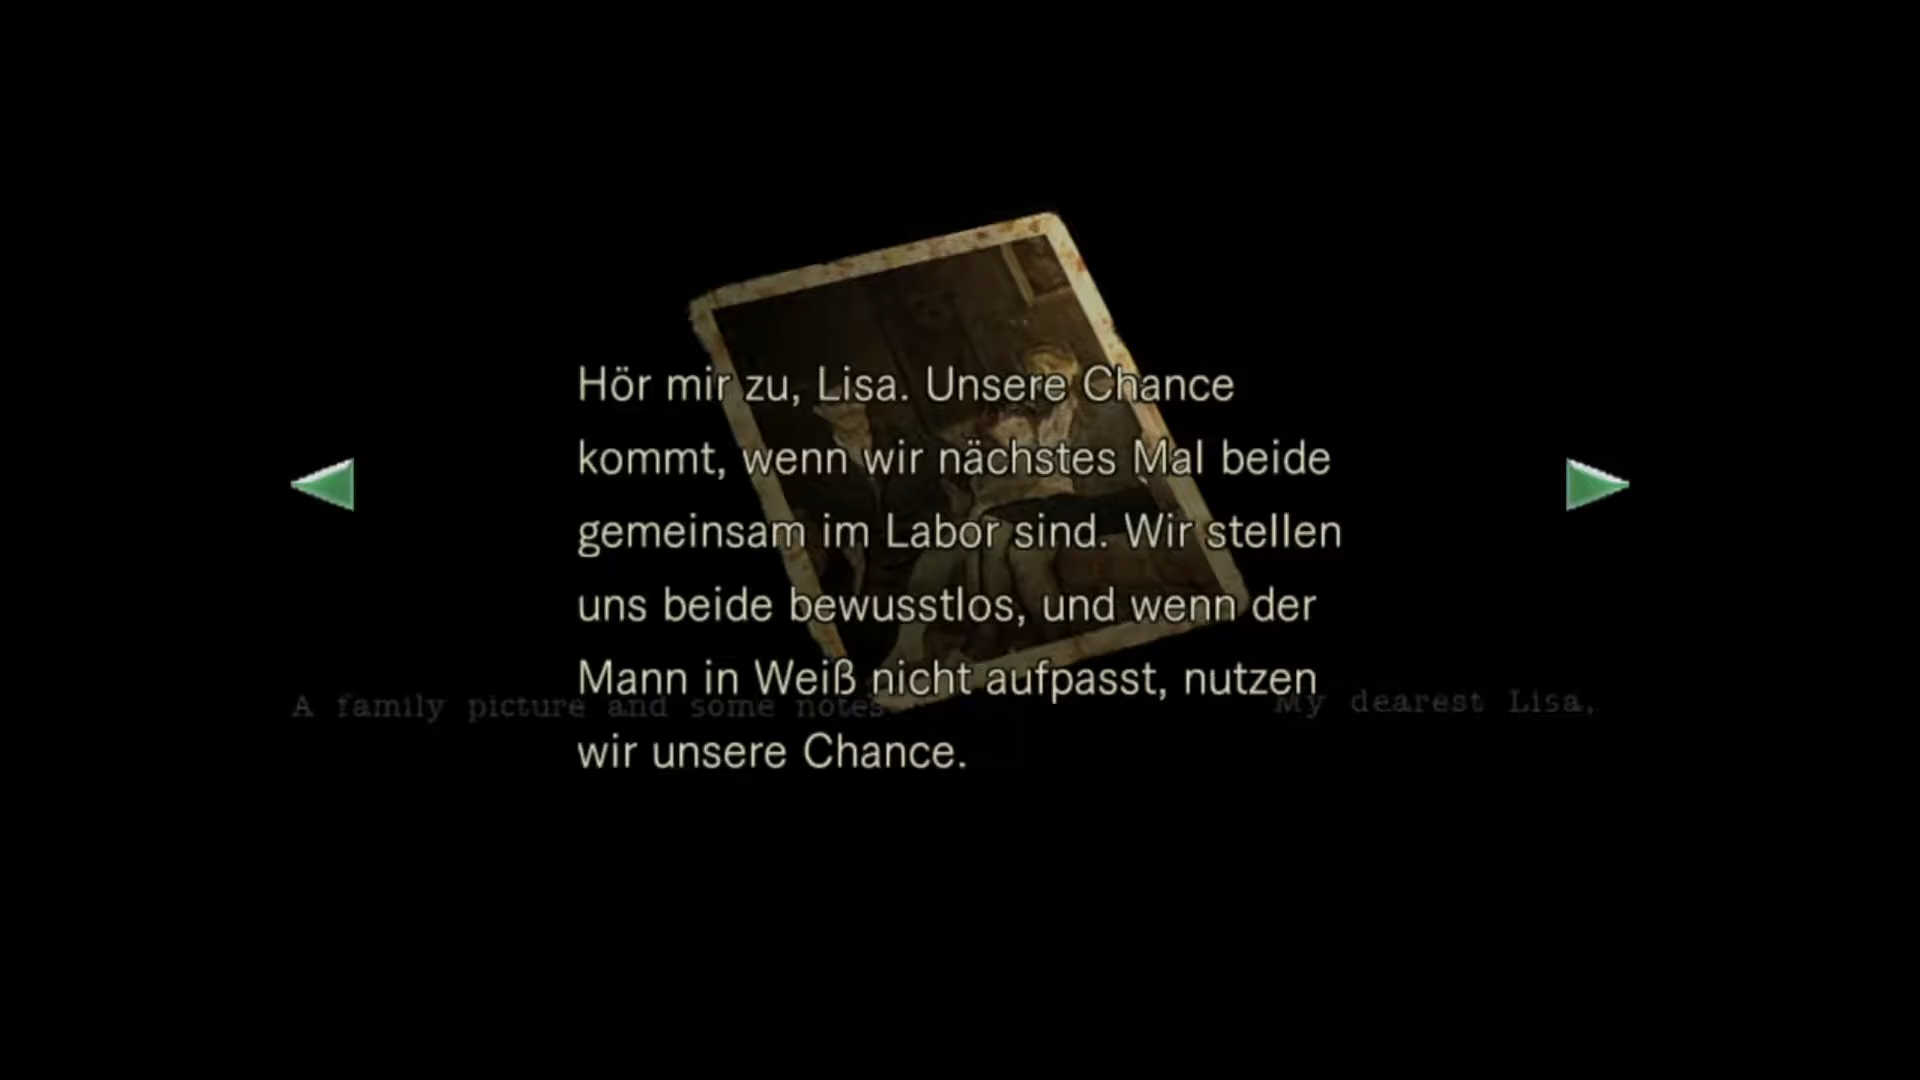 Hör mir zu, Lisa. Unsere Chance
kommt, wenn wir nächstes Mal beide
gemeinsam im Labor sind. Wir stellen
uns beide bewusstlos, und wenn der
Mann in Weiß nicht aufpasst, nutzen
wir unsere Chance.
A family picture and some notes
My dearest Lisa,